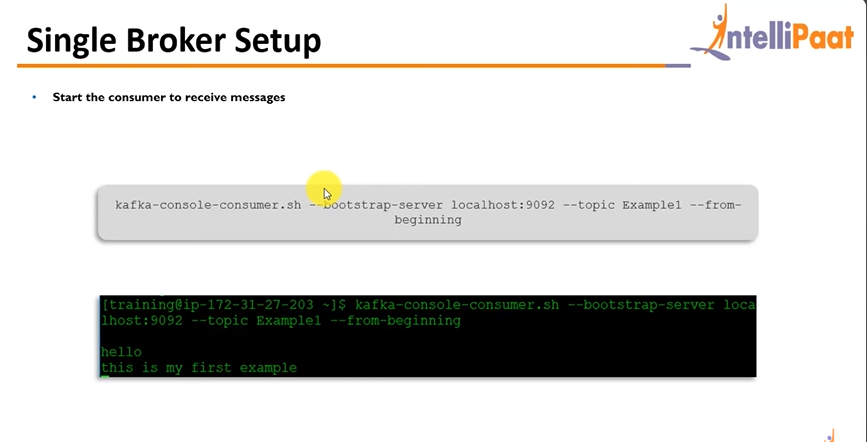 Single Broker Setup
IntelliPaat
• Start the consumer to receive messages
kafka-console-consumer.sh --bootstrap-server localhost:9092 --topic Example1 --from-
beginning
[training@ip-172-31-27-203 ~]$ kafka-console-consumer.sh --bootstrap-server loca
lhost:9092 --topic Example1 --from-beginning
hello
this is my first example